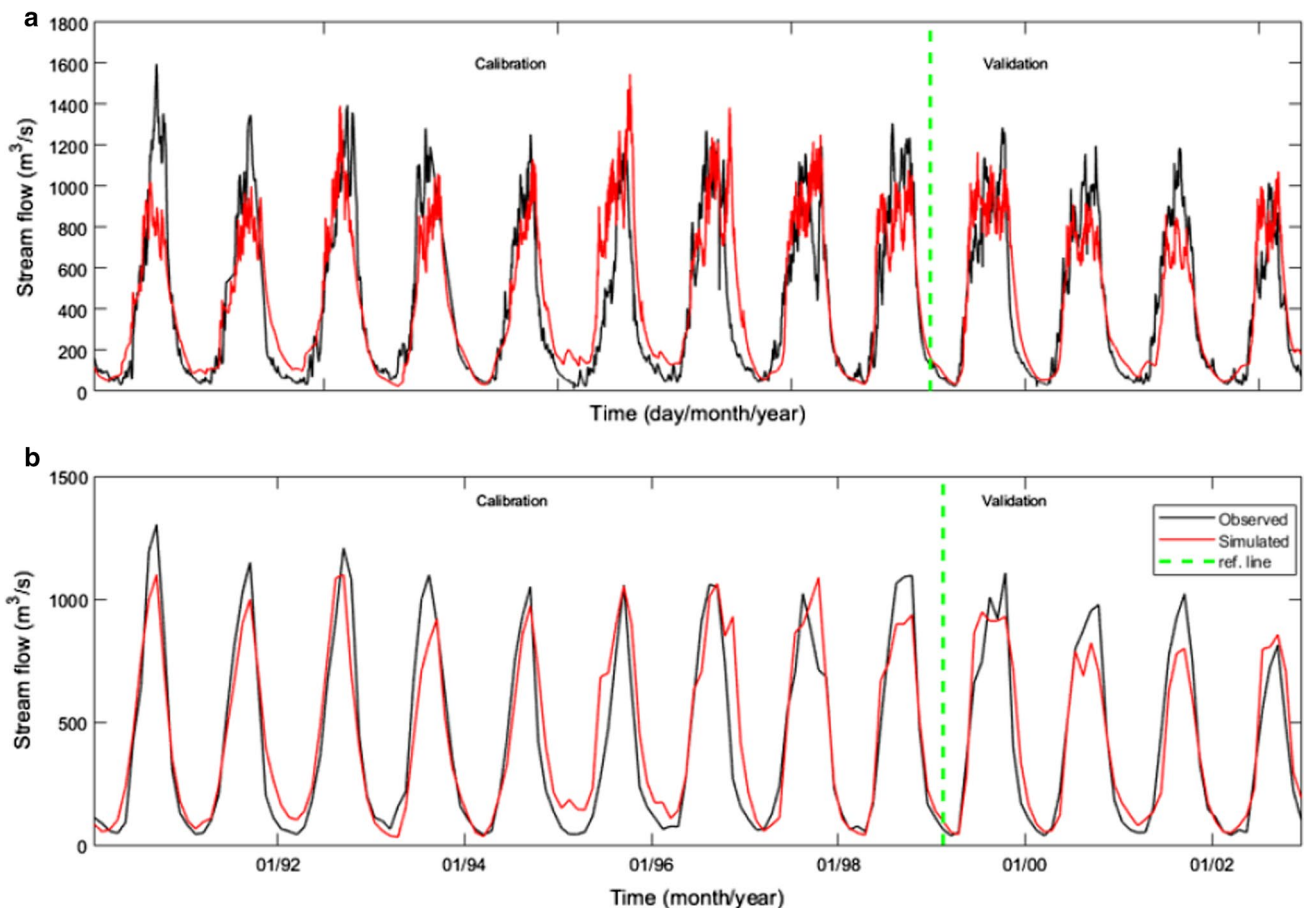 a
1800
1600
1400
1200
1000
800
600
400
200
0
Stream flow (m³/s)
Calibration
Validation
Time (day/month/year)
b
1500
1000
500
0
Stream flow (m³/s)
Calibration
Validation
Observed
Simulated
ref. line
01/92
01/94
01/96
01/98
01/00
01/02
Time (month/year)